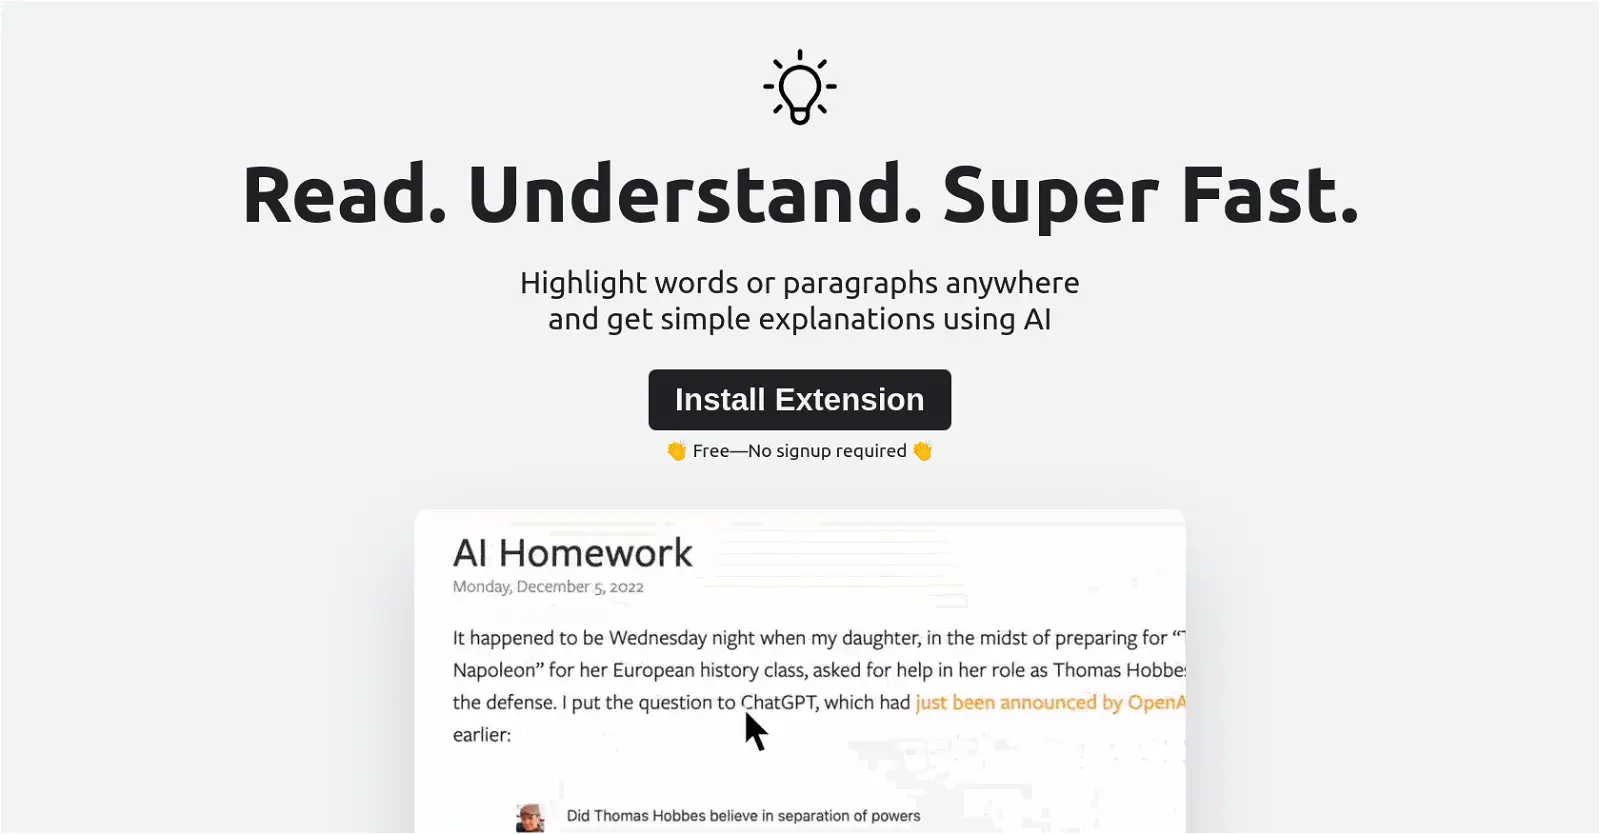 Read. Understand. Super Fast.
Highlight words or paragraphs anywhere
and get simple explanations using AI
Install Extension
👏 Free—No signup required 👏
AI Homework
Monday, December 5, 2022
It happened to be Wednesday night when my daughter, in the midst of preparing for “
Napoleon” for her European history class, asked for help in her role as Thomas Hobbes
the defense. I put the question to ChatGPT, which had just been announced by OpenA
earlier:
Did Thomas Hobbes believe in separation of powers